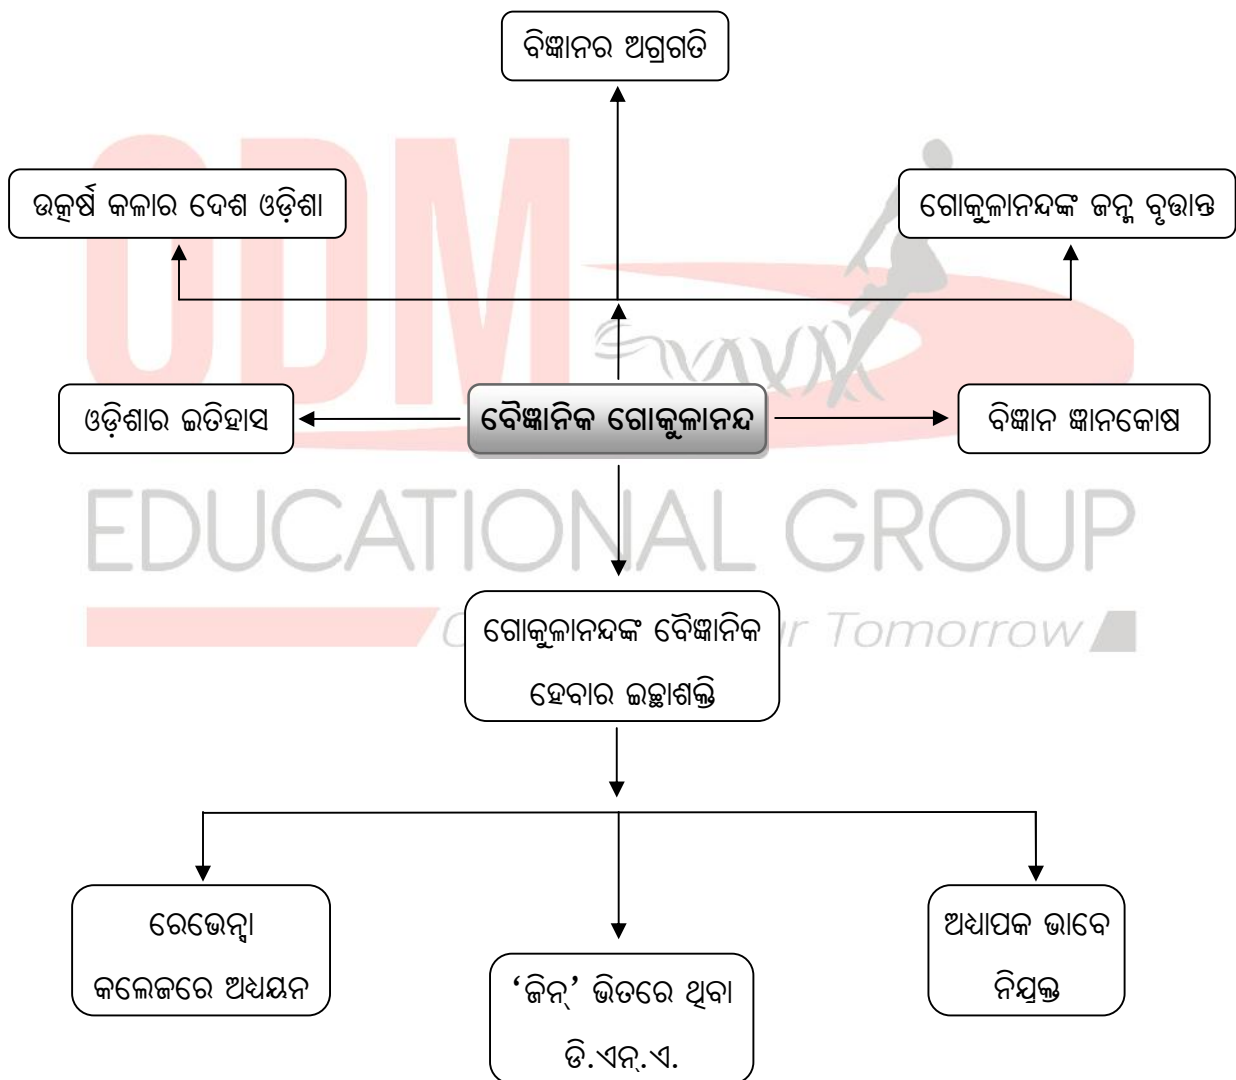 ବିଜ୍ଞାନର ଅଗ୍ରଗତି
ଉତ୍କର୍ଷ କଳାର ଦେଶ ଓଡ଼ିଶା
ଗୋକୁଳାନନ୍ଦଙ୍କ ଜନ୍ମ ବୃତ୍ତାନ୍ତ
ODM
ଓଡ଼ିଶାର ଇତିହାସ
ବୈଜ୍ଞାନିକ ଗୋକୁଳାନନ୍ଦ
ବିଜ୍ଞାନ ଜ୍ଞାନକୋଷ
EDUCATIONAL GROUP
ଗୋକୁଳାନନ୍ଦଙ୍କ ବୈଜ୍ଞାନିକ
ହେବାର ଇଚ୍ଛାଶକ୍ତି
Tomorrow
ରେଭେନ୍ସା
କଲେଜରେ ଅଧ୍ୟୟନ
‘ଜିନ୍’ ଭିତରେ ଥିବା
ଡି.ଏନ୍.ଏ.
ଅଧ୍ୟାପକ ଭାବେ
ନିଯୁକ୍ତ